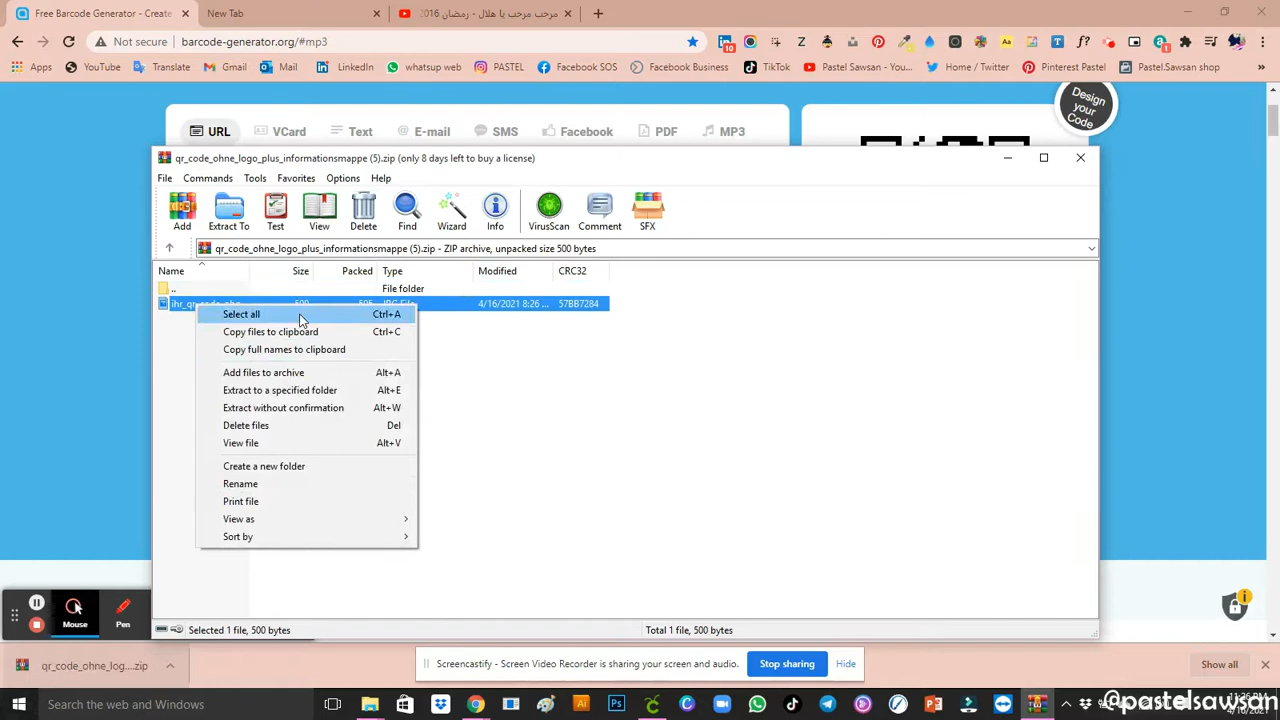 Free Barcode Generator - Create
New Tab
مرحب مرحب يا هلال - رمضان 2016
Not secure
barcode-generator.org/#mp3
10
1
Apps
YouTube
Translate
Gmail
Mail
LinkedIn
whatsup web
PASTEL
Facebook SOS
Facebook Business
TikTok
Pastel Sawsan - You...
Home / Twitter
Pinterest Pastel
Pastel.Sawsan shop
Design
your
Code
URL
VCard
Text
E-mail
SMS
Facebook
PDF
MP3
qr_code_ohne_logo_plus_informationsmappe (5).zip (only 8 days left to buy a license)
File Commands Tools Favorites Options Help
Add Extract To Test View Delete Find Wizard Info VirusScan Comment SFX
qr_code_ohne_logo_plus_informationsmappe (5).zip - ZIP archive, unpacked size 500 bytes
Name Size Packed Type Modified CRC32
.. File folder
4/16/2021 8:26 ... 57BB7284
Select all Ctrl+A
Copy files to clipboard Ctrl+C
Copy full names to clipboard
Add files to archive Alt+A
Extract to a specified folder Alt+E
Extract without confirmation Alt+W
Delete files Del
View file Alt+V
Create a new folder
Rename
Print file
View as
Sort by
Mouse
Pen
Selected 1 file, 500 bytes
Total 1 file, 500 bytes
qr_code_ohne_log....zip
Screencastify - Screen Video Recorder is sharing your screen and audio.
Stop sharing
Hide
Show all
Search the web and Windows
@pastelsawsan
4/16/2021